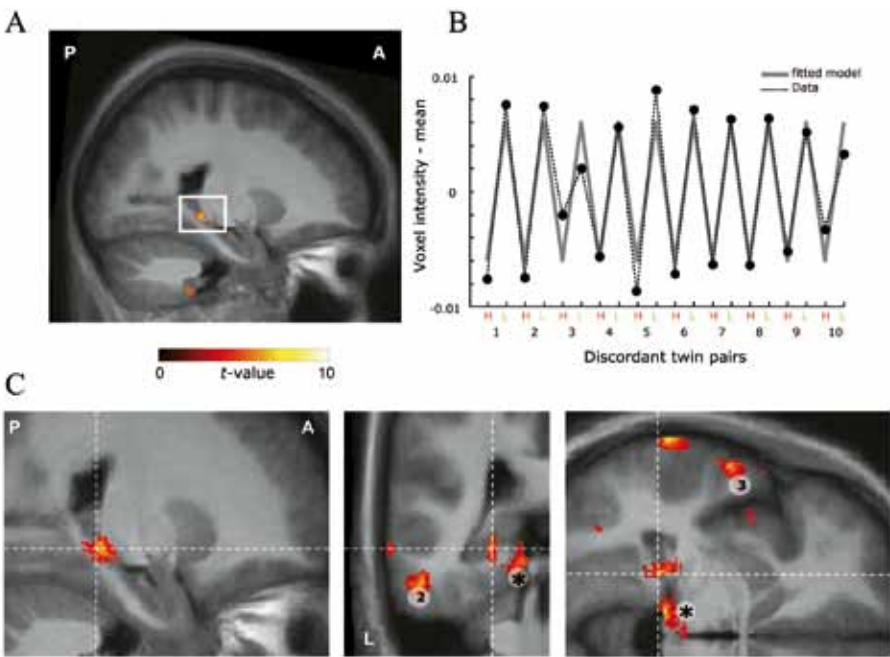 A
P A
0 t-value 10
B
fitted model
Data
0.01
0
-0.01
Voxel intensity - mean
H L H L H L H L H L H L H L H L H L H L
1 2 3 4 5 6 7 8 9 10
Discordant twin pairs
C
P A
2
*
L
3
*